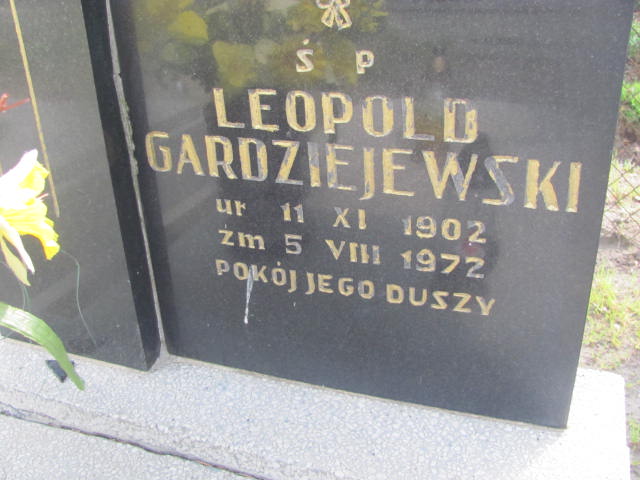 Ś P
LEOPOLD
GARDZIEJEWSKI
ur 11 XI 1902
zm 5 VIII 1972
POKÓJ JEGO DUSZY